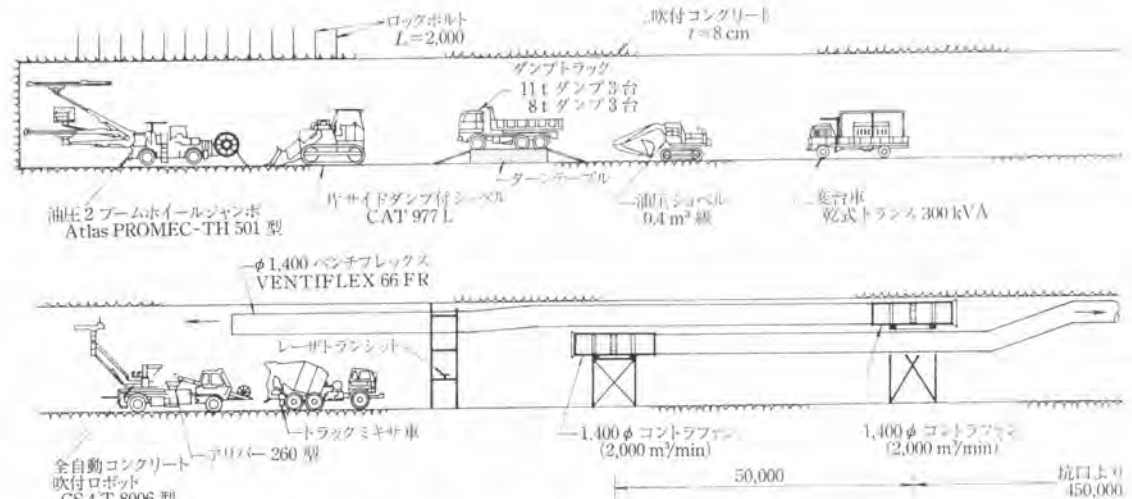 ロックボルト
L=2,000
吹付コンクリート
t=8 cm
ダンプトラック
11t ダンプ3台
8t ダンプ3台
ターンテーブル
油圧2ブームホイールジャンボ
Atlas PROMEC-TH 501 型
サイドダンプ付ショベル
CAT 977 L
油圧ショベル
0.4 m³ 級
変台車
乾式トランス 300 kVA
φ1,400 ベンチフレックス
VENTIFLEX 66 FR
レーザトランシット
トラックミキサ車
デリバー 260 型
全自動コンクリート
吹付ロボット
1,400 φ コントラファン
(2,000 m³/min)
1,400 φ コントラファン
(2,000 m³/min)
50,000
坑口より
450,000